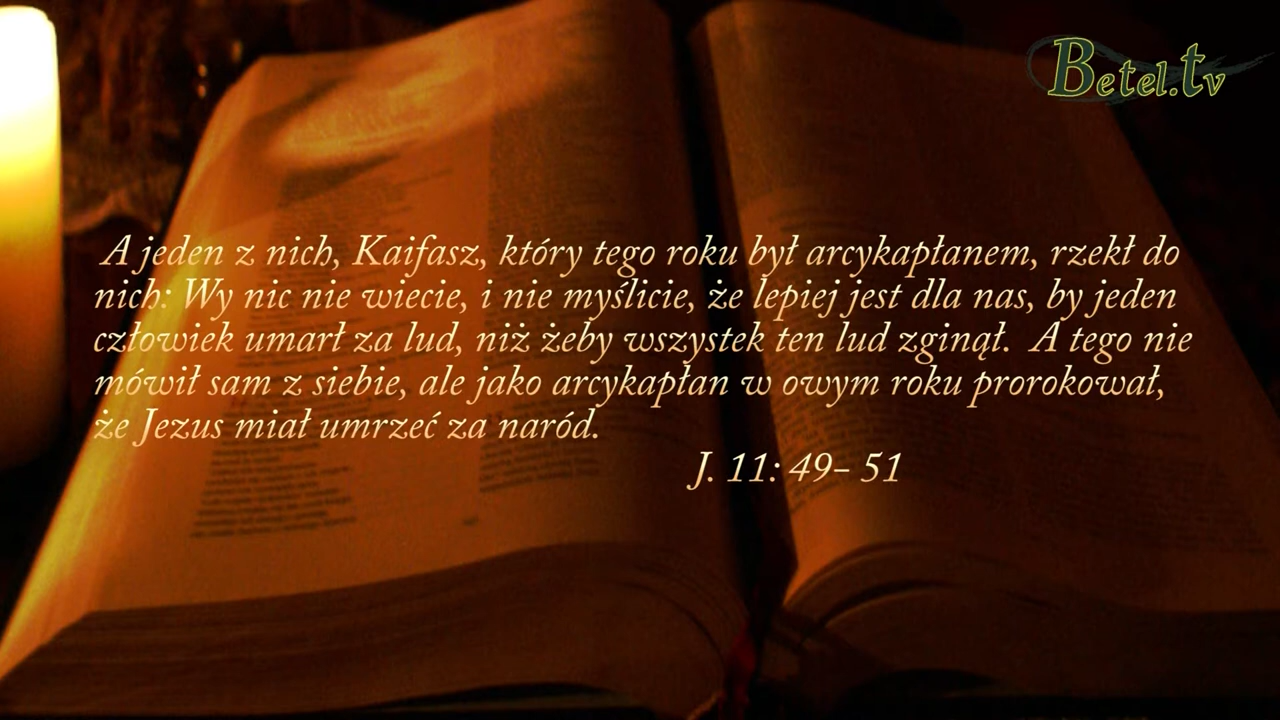 Betel.tv
A jeden z nich, Kaifasz, który tego roku był arcykapłanem, rzekł do
nich: Wy nic nie wiecie, i nie myślicie, że lepiej jest dla nas, by jeden
człowiek umarł za lud, niż żeby wszystek ten lud zginął. A tego nie
mówił sam z siebie, ale jako arcykapłan w owym roku prorokował,
że Jezus miał umrzeć za naród.
J. 11: 49– 51